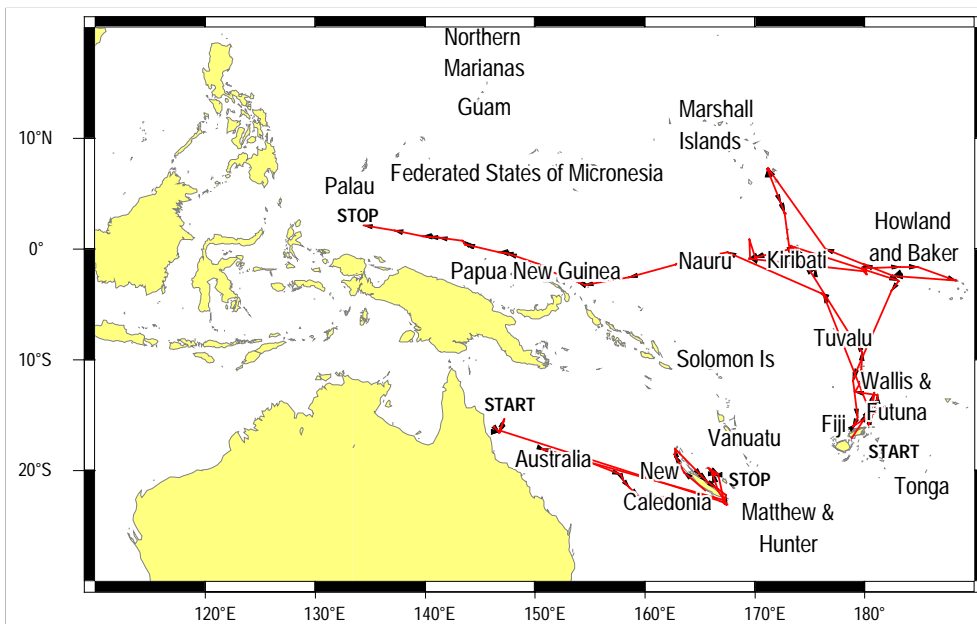 Northern
Marianas
Guam
Marshall
Islands
10°N
Federated States of Micronesia
Palau
STOP
Howland
and Baker
0°
Nauru
Kiribati
Papua New Guinea
Tuvalu
10°S
Solomon Is
Wallis &
Futuna
START
Fiji
Vanuatu
START
Australia
New
Caledonia
STOP
20°S
Tonga
Matthew &
Hunter
120°E
130°E
140°E
150°E
160°E
170°E
180°